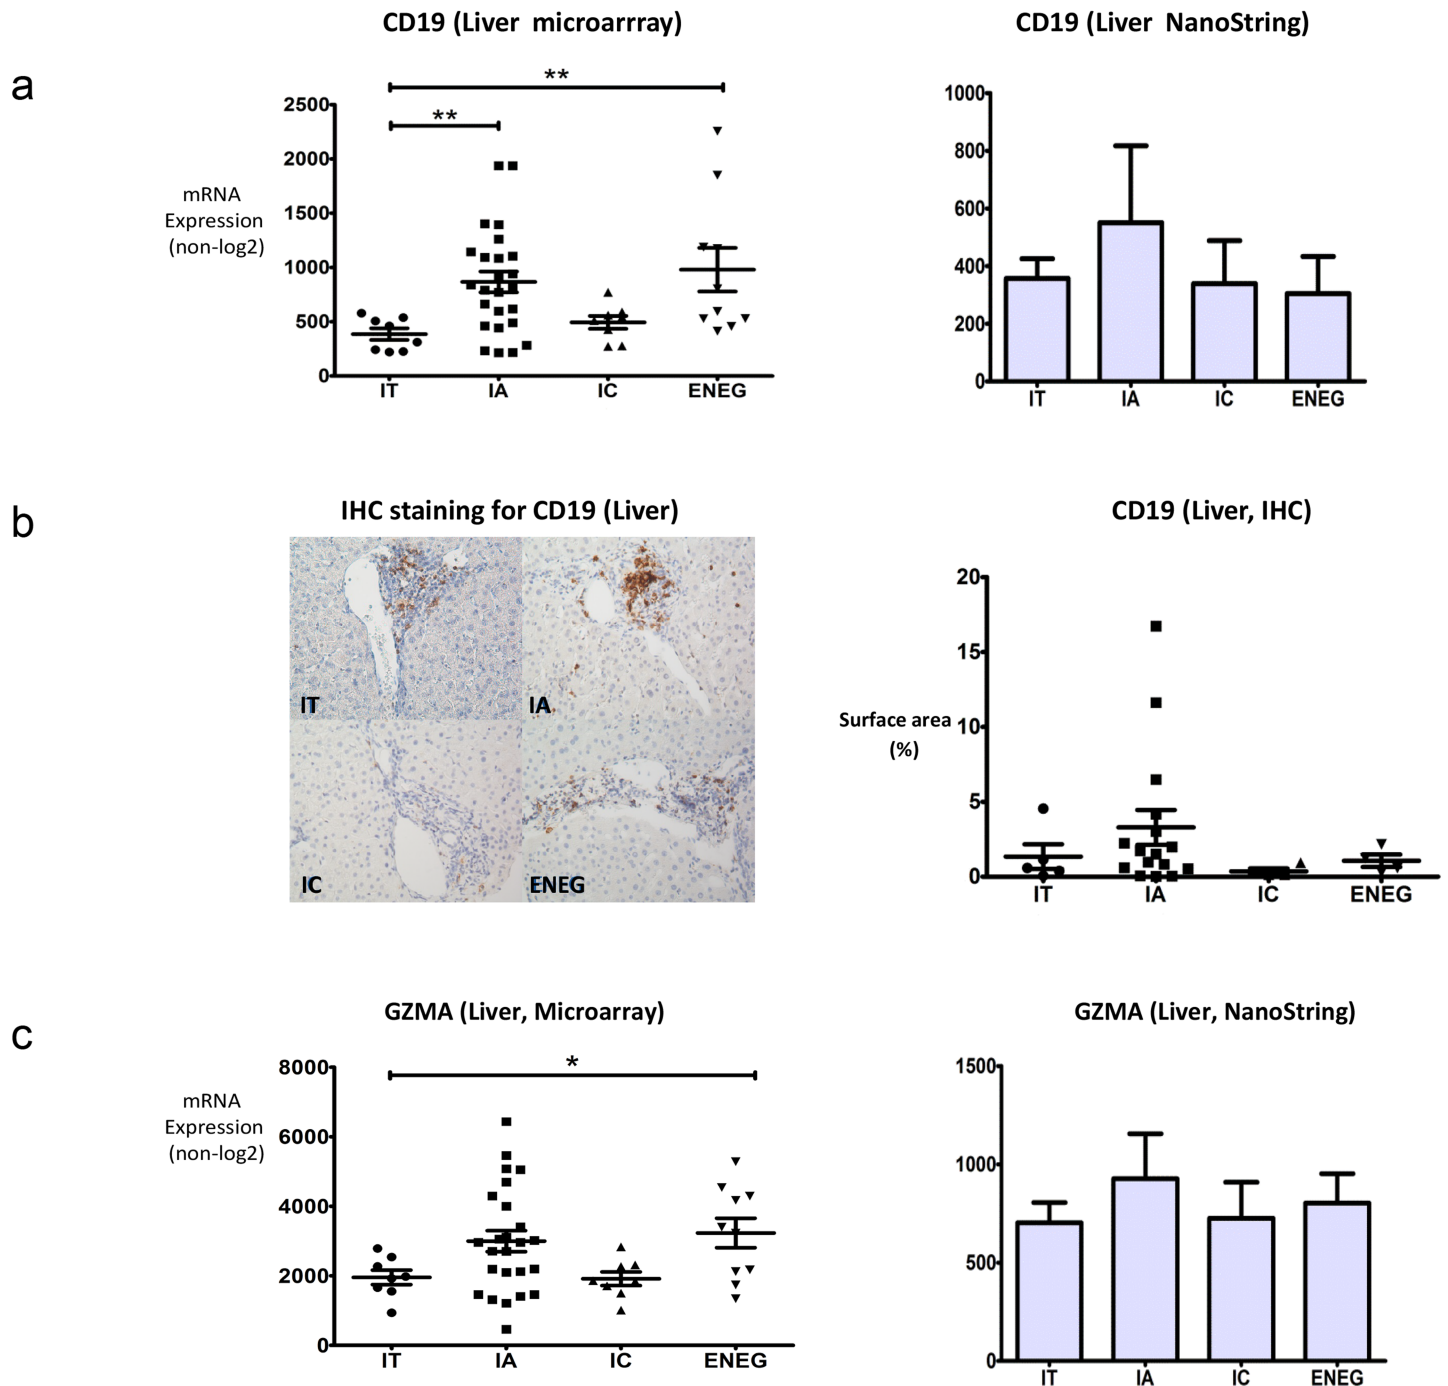 CD19 (Liver microarrray)
CD19 (Liver NanoString)
a
**
**
mRNA
Expression
(non-log2)
2500
2000
1500
1000
500
0
IT IA IC ENEG
1000
800
600
400
200
0
IT IA IC ENEG
b
IHC staining for CD19 (Liver)
CD19 (Liver, IHC)
IT IA
IC ENEG
Surface area
(%)
20
15
10
5
0
IT IA IC ENEG
c
GZMA (Liver, Microarray)
GZMA (Liver, NanoString)
*
mRNA
Expression
(non-log2)
8000
6000
4000
2000
0
IT IA IC ENEG
1500
1000
500
0
IT IA IC ENEG